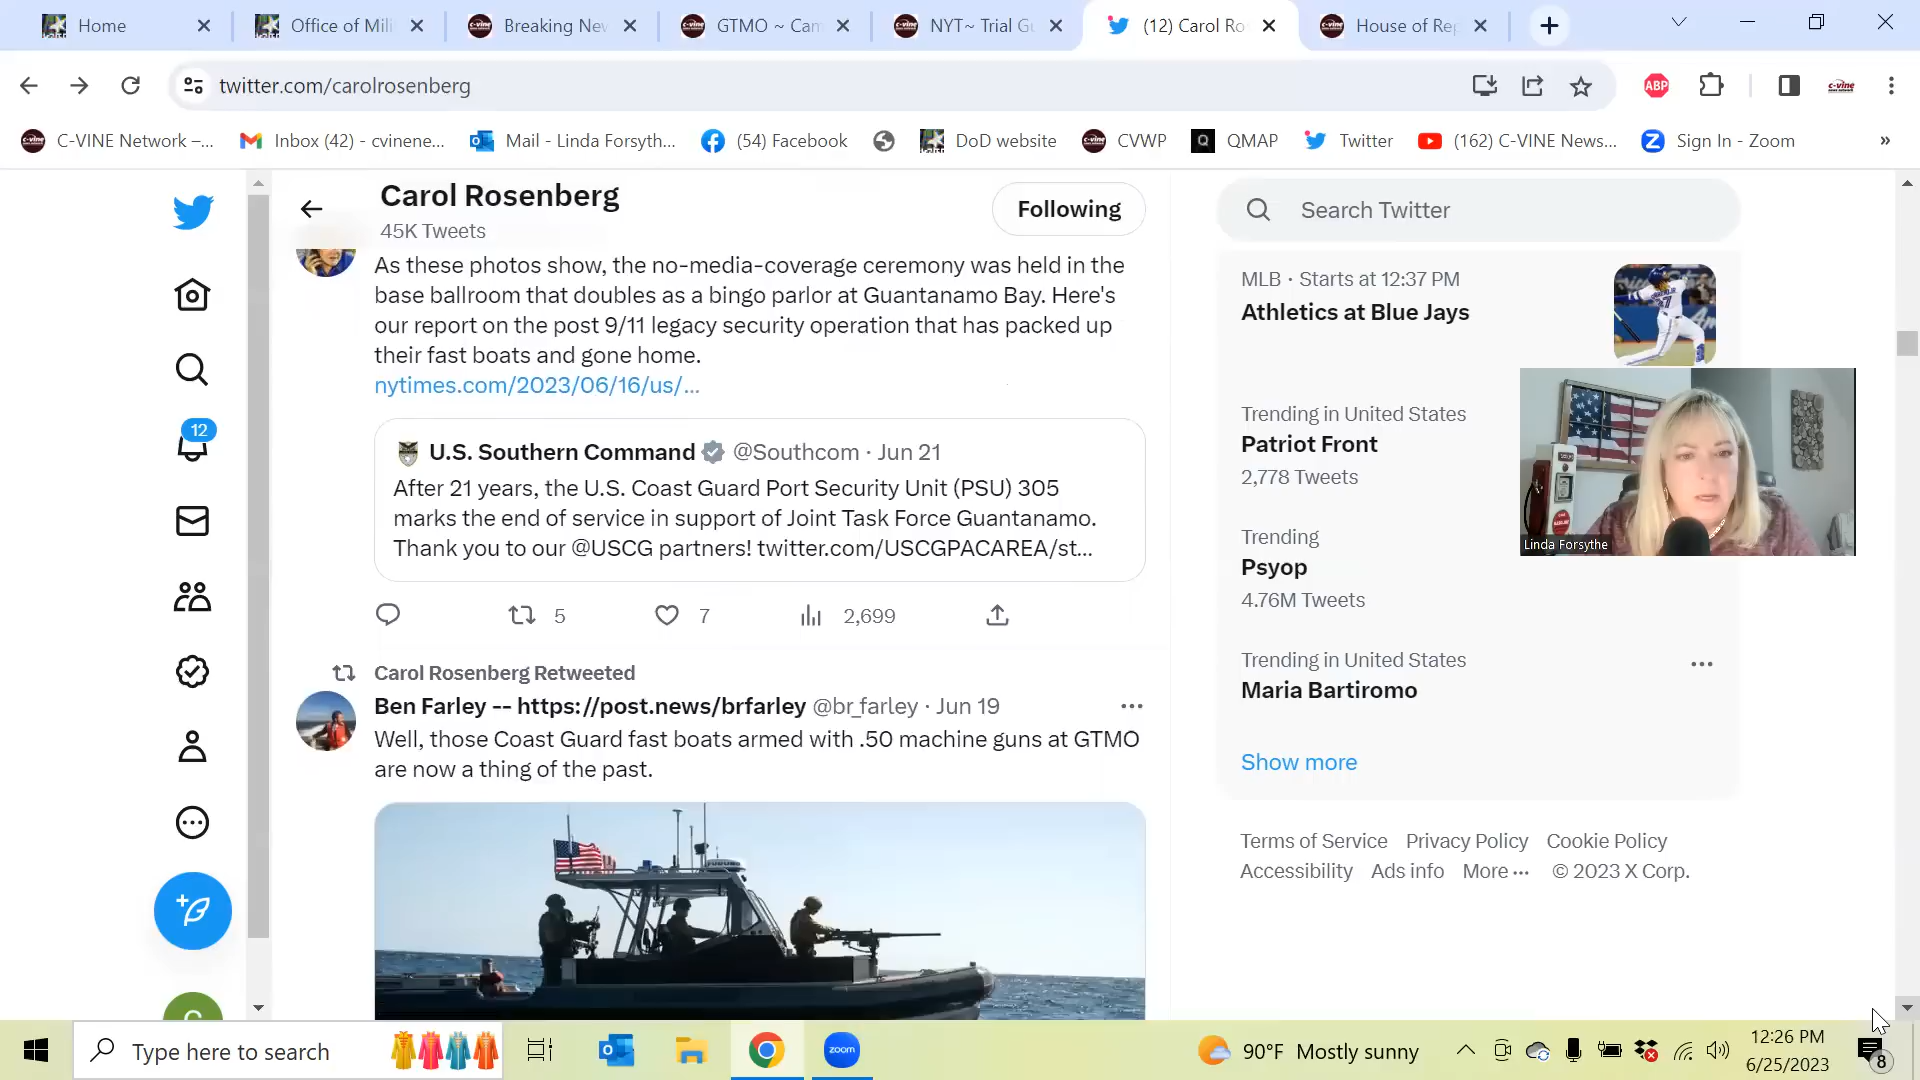 Home
Office of Mili
Breaking New
GTMO ~ Cam
NYT~ Trial Gu
(12) Carol Ro
House of Rep
twitter.com/carolrosenberg
ABP
c-vine
C-VINE Network –...
Inbox (42) - cvinene...
Mail - Linda Forsyth...
(54) Facebook
DoD website
CVWP
Q
QMAP
Twitter
(162) C-VINE News...
Z
Sign In - Zoom
»
Carol Rosenberg
45K Tweets
Following
Search Twitter
As these photos show, the no-media-coverage ceremony was held in the
base ballroom that doubles as a bingo parlor at Guantanamo Bay. Here's
our report on the post 9/11 legacy security operation that has packed up
their fast boats and gone home.
nytimes.com/2023/06/16/us/...
U.S. Southern Command @Southcom · Jun 21
After 21 years, the U.S. Coast Guard Port Security Unit (PSU) 305
marks the end of service in support of Joint Task Force Guantanamo.
Thank you to our @USCG partners! twitter.com/USCGPACAREA/st...
5
7
2,699
Carol Rosenberg Retweeted
Ben Farley -- https://post.news/brfarley @br_farley · Jun 19
Well, those Coast Guard fast boats armed with .50 machine guns at GTMO
are now a thing of the past.
12
MLB · Starts at 12:37 PM
Athletics at Blue Jays
Trending in United States
Patriot Front
2,778 Tweets
Trending
Psyop
4.76M Tweets
Trending in United States
Maria Bartiromo
Show more
Linda Forsythe
Terms of Service Privacy Policy Cookie Policy
Accessibility Ads info More ··· © 2023 X Corp.
Type here to search
zoom
90°F Mostly sunny
12:26 PM
6/25/2023
8